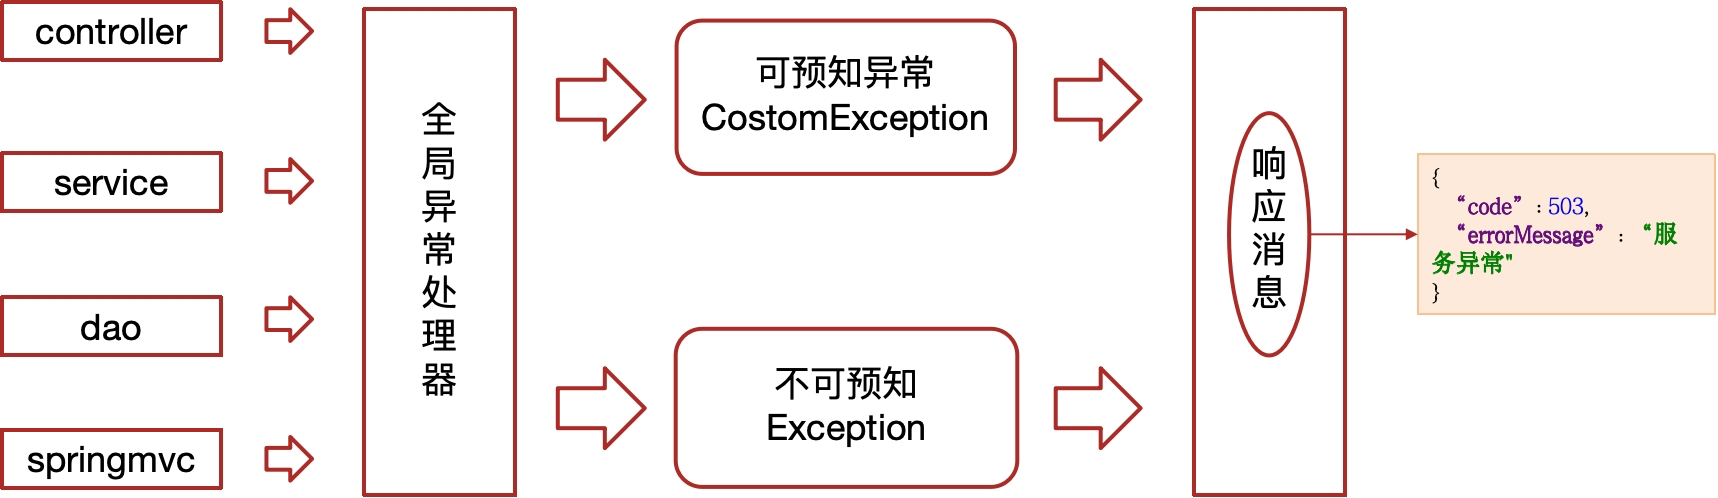 controller
service
dao
springmvc
全局异常处理器
可预知异常
CostomException
不可预知
Exception
响应消息
{
“code” : 503,
“errorMessage” : “服
务异常"
}